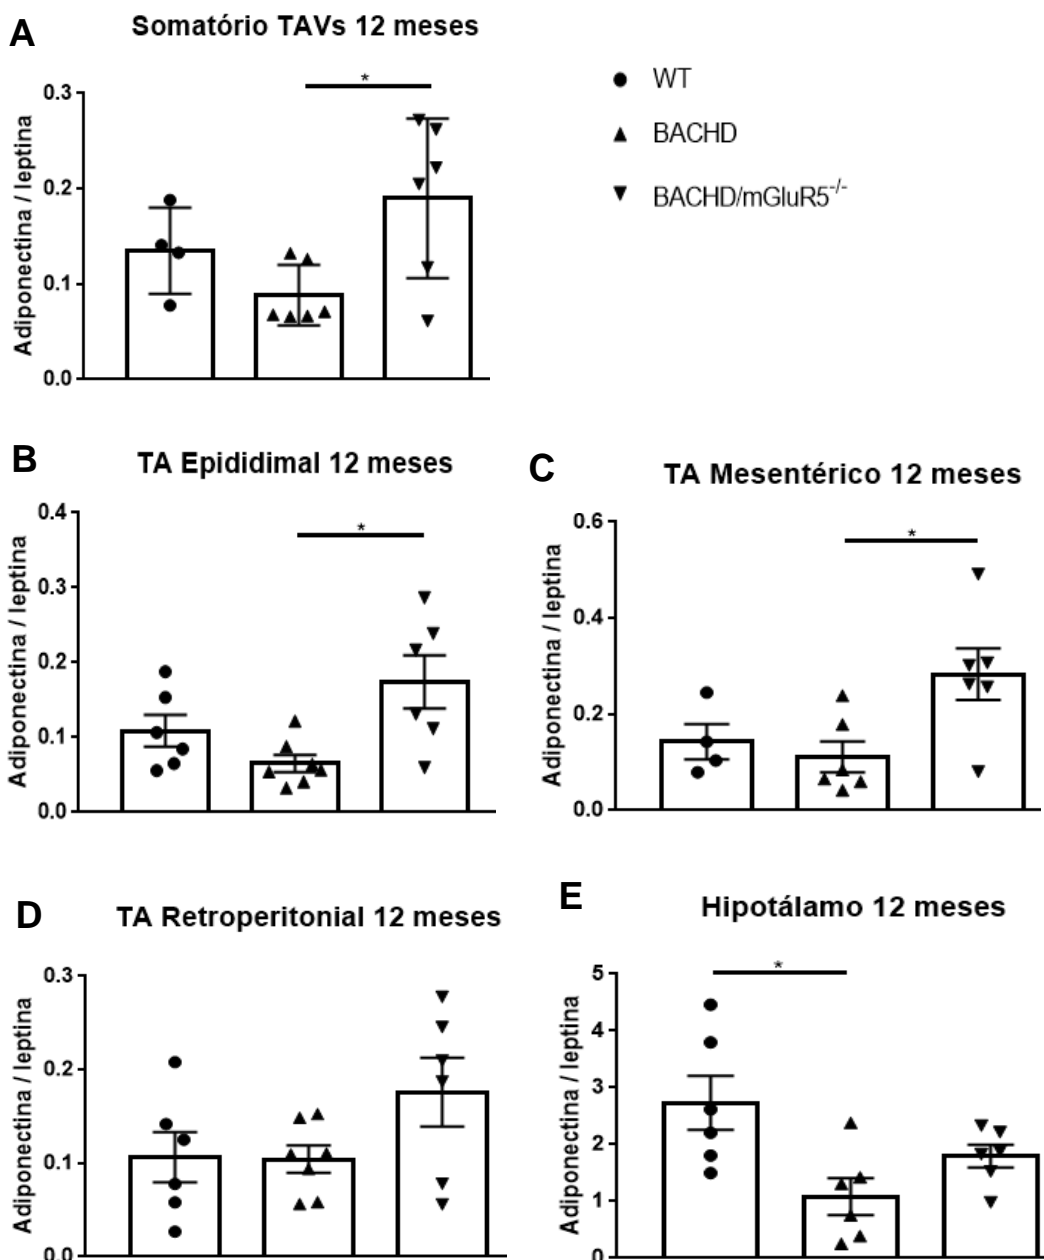 A
Somatório TAVs 12 meses
*
WT
BACHD
BACHD/mGluR5-/-
Adiponectina / leptina
0.3
0.2
0.1
0.0
B
TA Epididimal 12 meses
*
Adiponectina / leptina
0.4
0.3
0.2
0.1
0.0
C
TA Mesentérico 12 meses
*
Adiponectina / leptina
0.6
0.4
0.2
0.0
D
TA Retroperitonial 12 meses
Adiponectina / leptina
0.3
0.2
0.1
0.0
E
Hipotálamo 12 meses
*
Adiponectina / leptina
5
4
3
2
1
0